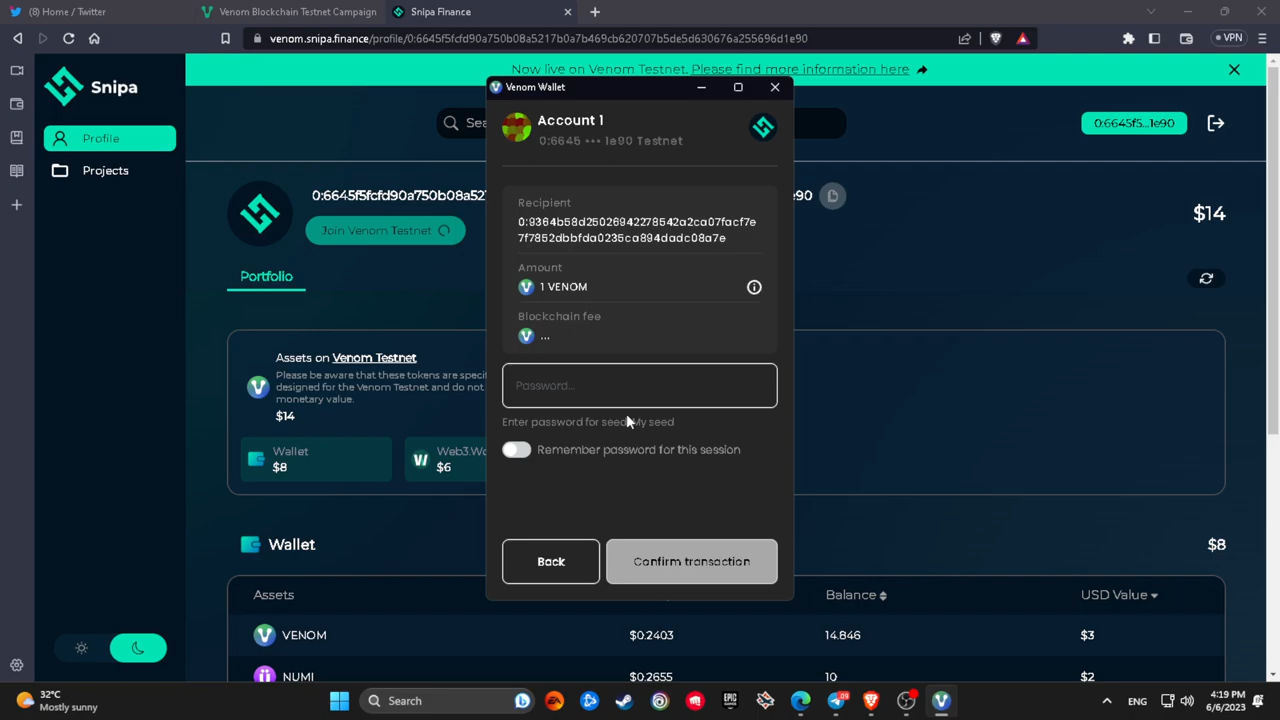 (8) Home / Twitter
Venom Blockchain Testnet Campaign
Snipa Finance
venom.snipa.finance/profile/0:6645f5fcfd90a750b08a5217b0a7b469cb620707b5de5d630676a255696d1e90
VPN
Now live on Venom Testnet. Please find more information here
Snipa
Profile
Projects
Sea
0:6645f5...1e90
0:6645f5fcfd90a750b08a52
90
Join Venom Testnet
$14
Portfolio
Assets on Venom Testnet
Please be aware that these tokens are speci
designed for the Venom Testnet and do not
monetary value.
$14
Wallet
$8
Web3.Wo
$6
Wallet
$8
Assets
Balance
USD Value
VENOM
$0.2403
14.846
$3
NUMI
$0.2655
10
$2
Venom Wallet
Account 1
0:6645 ••• 1e90 Testnet
Recipient
0:9364b58d25026942278542a2ca07facf7e
7f7852dbbfda0235ca894dadc08a7e
Amount
1 VENOM
Blockchain fee
...
Password...
Enter password for seed My seed
Remember password for this session
Back
Confirm transaction
32°C
Mostly sunny
Search
EPIC
09
ENG
4:19 PM
6/6/2023